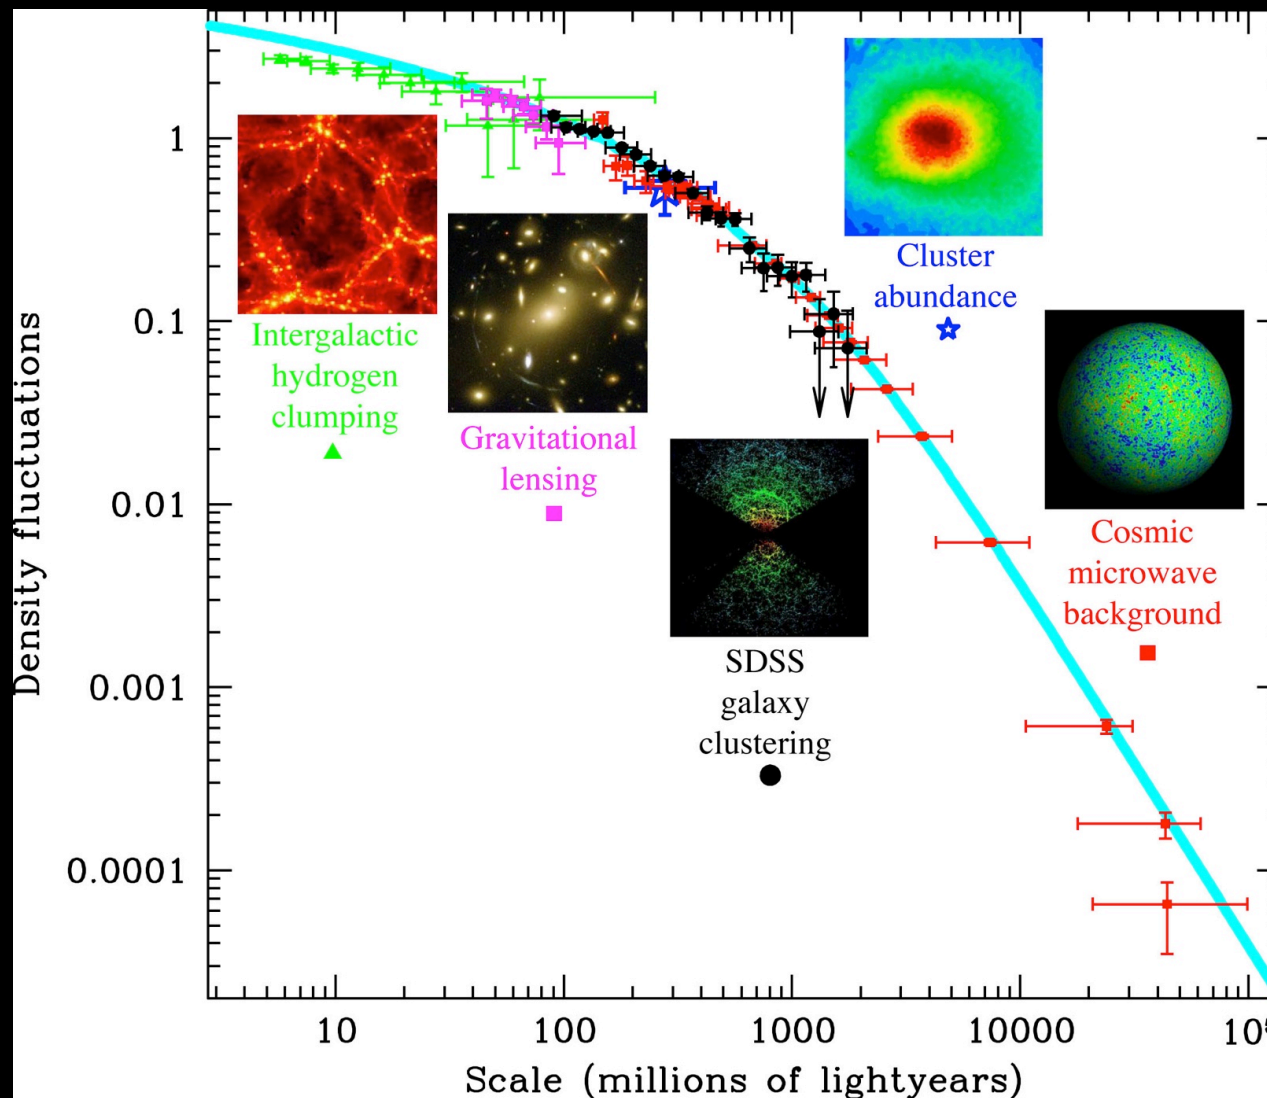 Density fluctuations
1
0.1
0.01
0.001
0.0001
Intergalactic
hydrogen
clumping
Gravitational
lensing
Cluster
abundance
SDSS
galaxy
clustering
Cosmic
microwave
background
10
100
1000
10000
Scale (millions of lightyears)